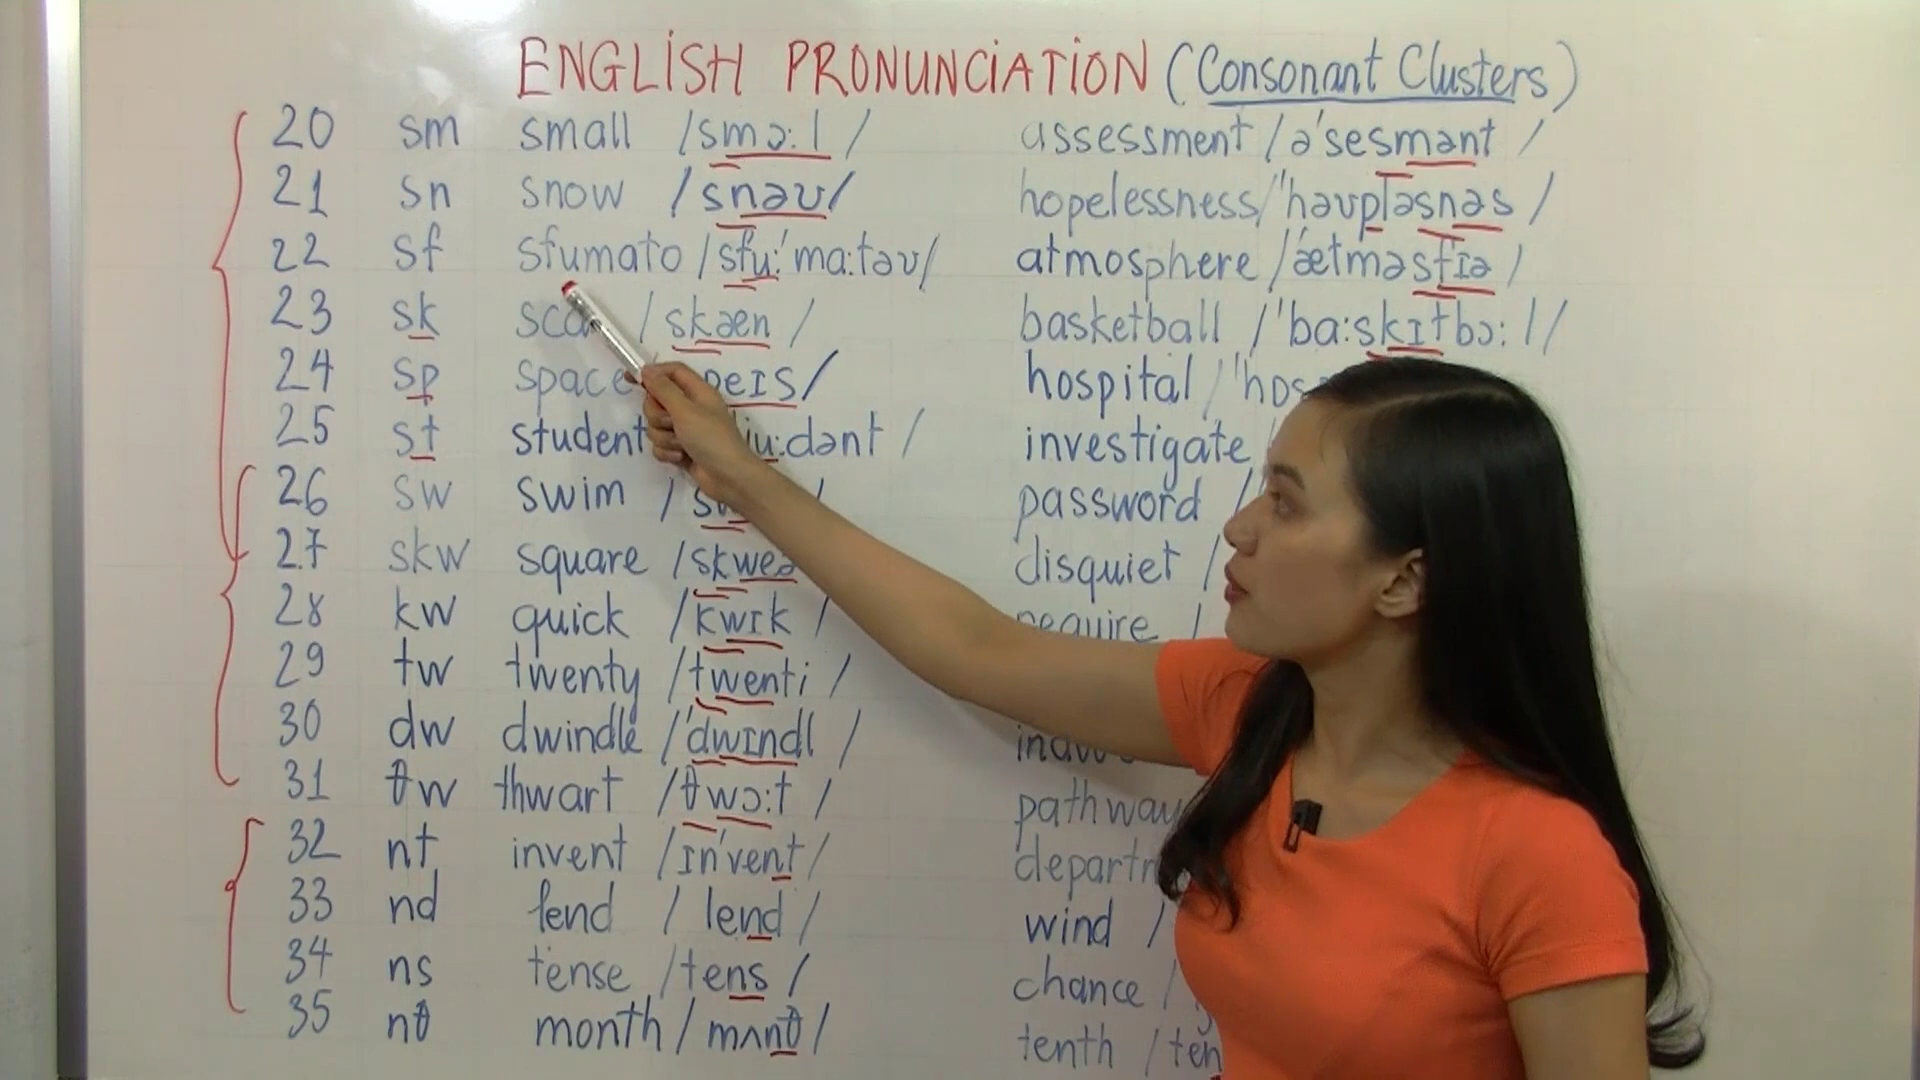 ENGLISH PRONUNCIATION (Consonant Clusters)
20 sm small /smɔ:l/ assessment /ə'sesmənt/
21 sn snow /snəʊ/ hopelessness/'həʊpləsnəs/
22 sf sfumato /sfu:'ma:təʊ/ atmosphere /'ætməsfɪə/
23 sk /skæn/ basketball /'ba:skɪtbɔ:l/
24 sp space hospital
25 st student investigate
26 sw swim password
27 skw square disquiet
28 kw quick /kwɪk/ require
29 tw twenty /twenti/
30 dw dwindle /'dwɪndl/
31 θw thwart /θwɔ:t/
32 nt invent /ɪn'vent/
33 nd lend /lend/ wind
34 ns tense /tens/ chance
35 nθ month /mʌnθ/ tenth